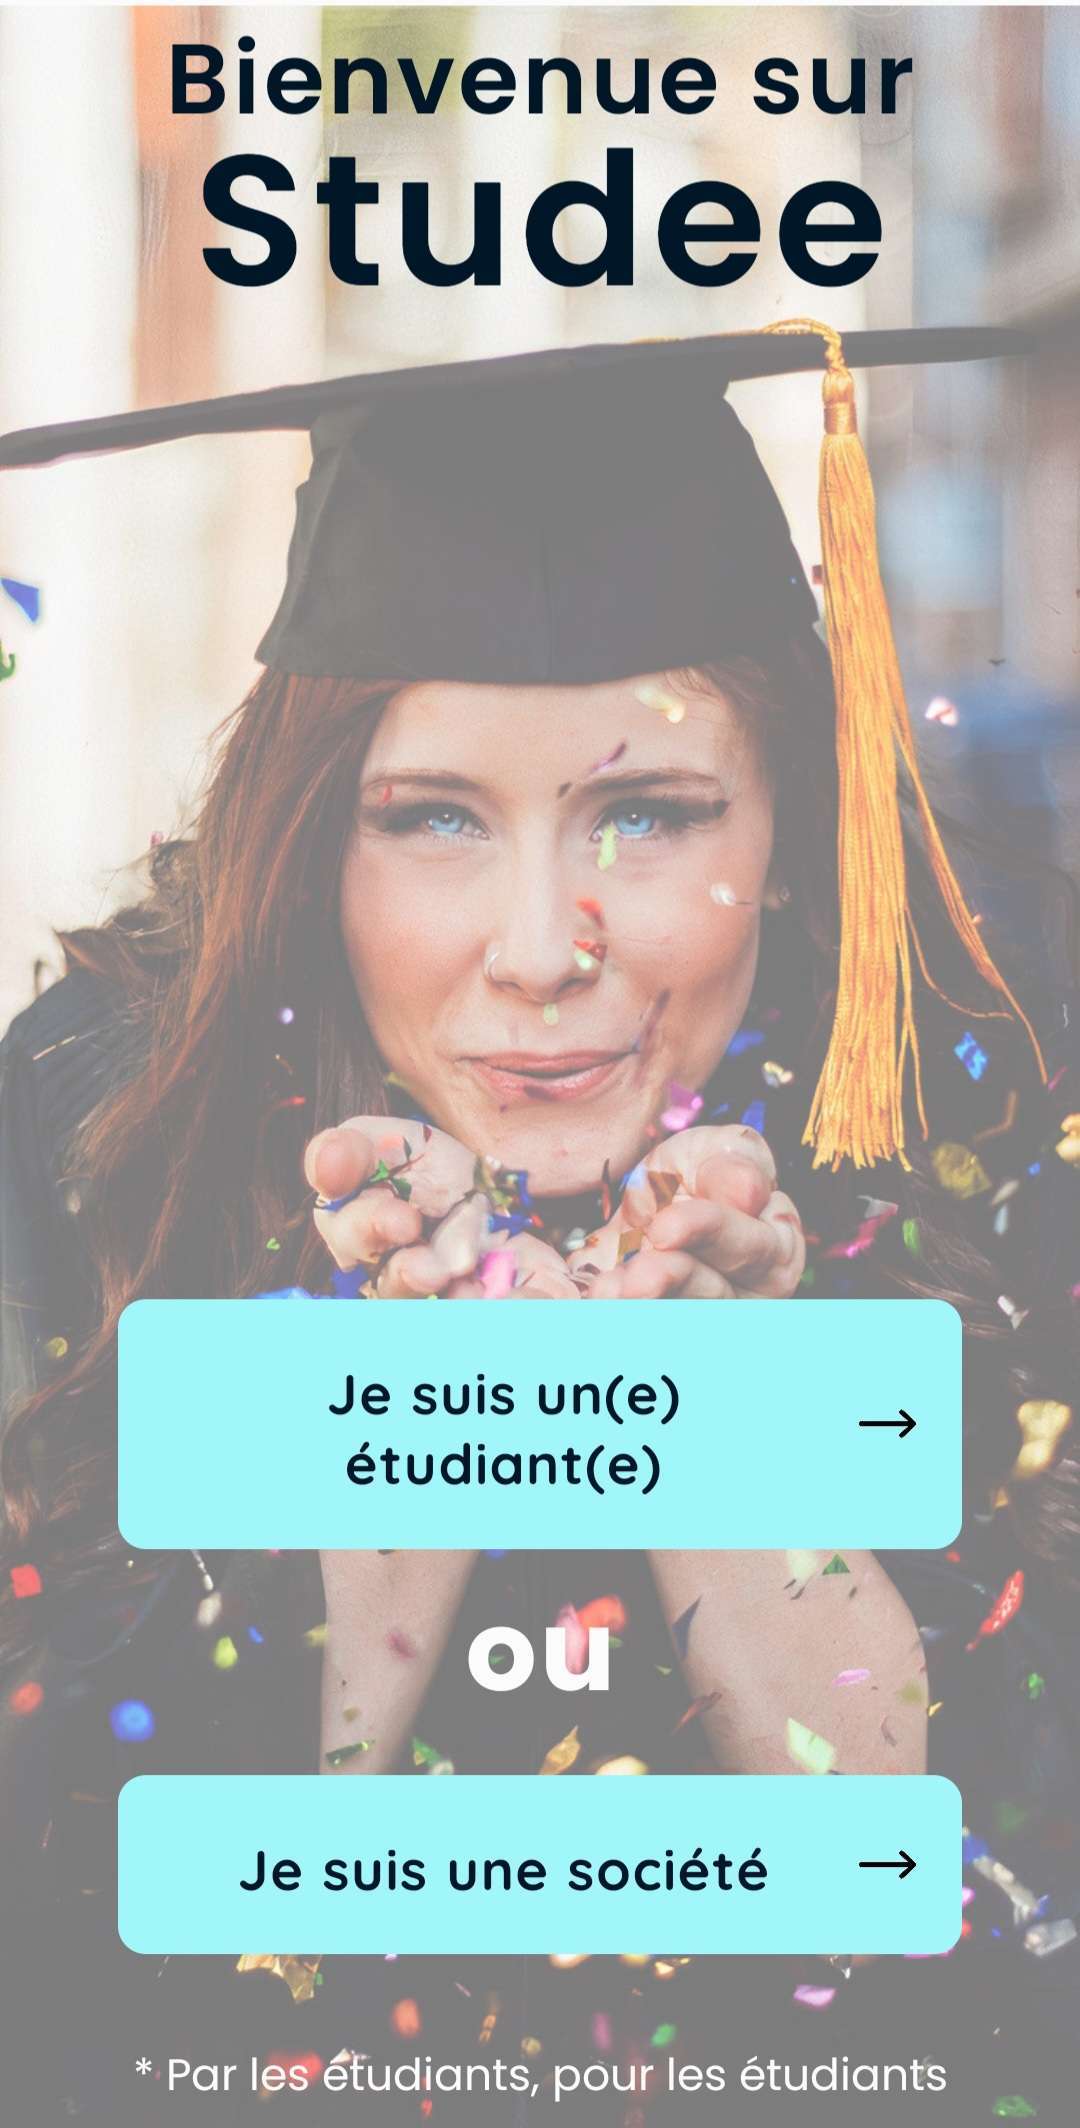 Bienvenue sur
Studee
Je suis un(e)
étudiant(e)
ou
Je suis une société
* Par les étudiants, pour les étudiants